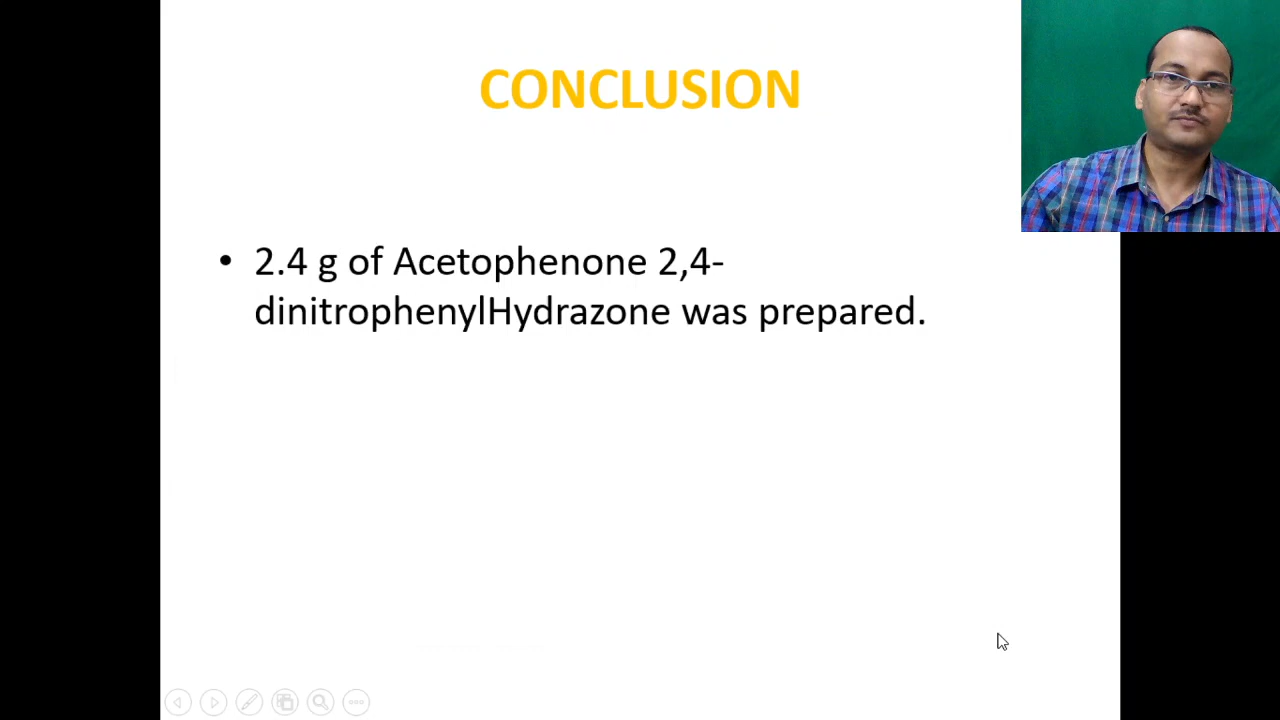 CONCLUSION
• 2.4 g of Acetophenone 2,4-
dinitrophenylHydrazone was prepared.